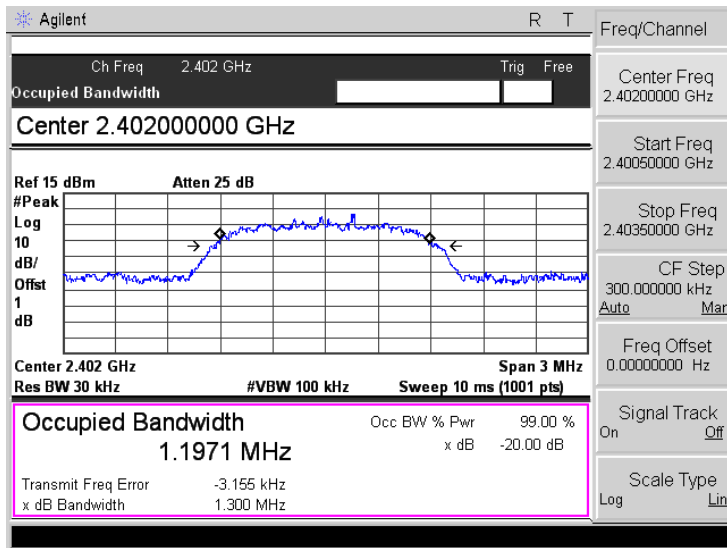 Agilent R T
Ch Freq 2.402 GHz Trig Free
Occupied Bandwidth
Center 2.402000000 GHz
Ref 15 dBm Atten 25 dB
#Peak
Log
10
dB/
Offst
1
dB
Center 2.402 GHz Span 3 MHz
Res BW 30 kHz #VBW 100 kHz Sweep 10 ms (1001 pts)
Occupied Bandwidth
1.1971 MHz
Occ BW % Pwr 99.00 %
x dB -20.00 dB
Transmit Freq Error -3.155 kHz
x dB Bandwidth 1.300 MHz
Freq/Channel
Center Freq
2.40200000 GHz
Start Freq
2.40050000 GHz
Stop Freq
2.40350000 GHz
CF Step
300.000000 kHz
Auto Man
Freq Offset
0.00000000 Hz
Signal Track
On Off
Scale Type
Log Lin